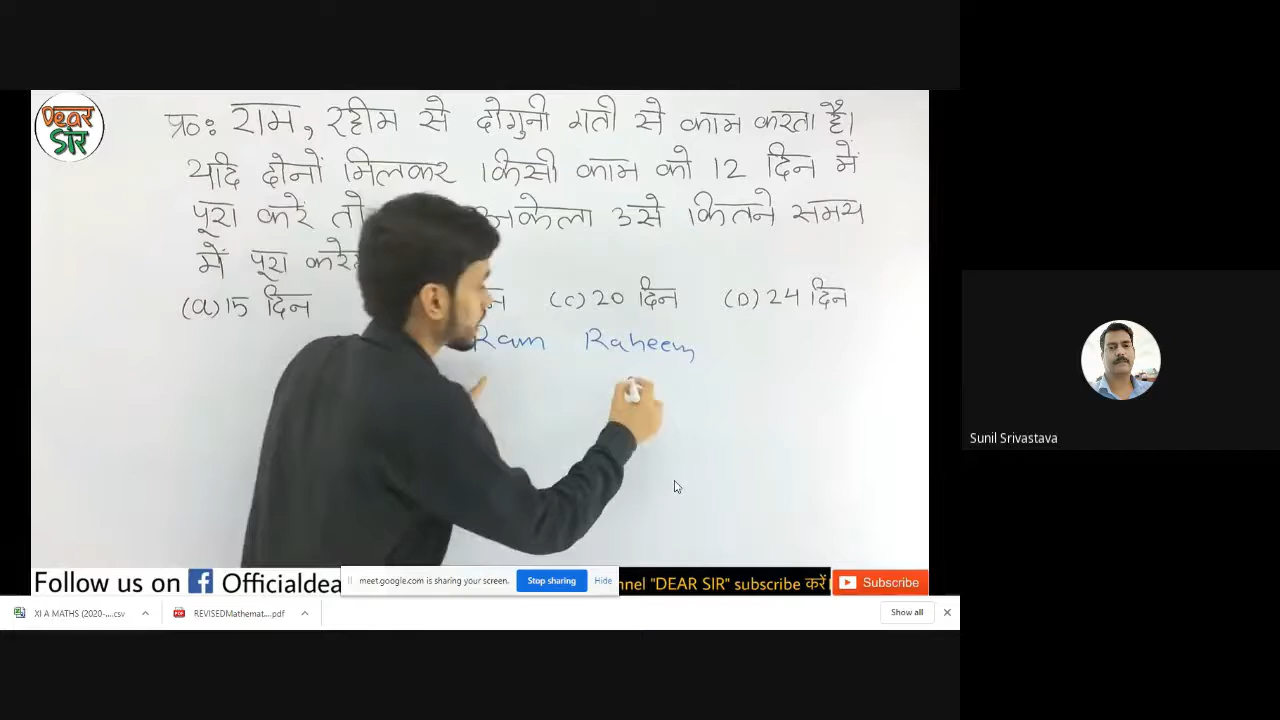 Dear
Sir
प्र०: राम, रहीम से दोगुनी गती से काम करता है।
यदि दोनों मिलकर किसी काम को 12 दिन में
पूरा करें तो अकेला उसे कितने समय
में पूरा करे
(a) 15 दिन (c) 20 दिन (D) 24 दिन
Ram Raheem
Sunil Srivastava
Follow us on Officialdea
meet.google.com is sharing your screen. Stop sharing Hide
nnel "DEAR SIR" subscribe करें Subscribe
XI A MATHS (2020-....csv REVISEDMathemat....pdf Show all